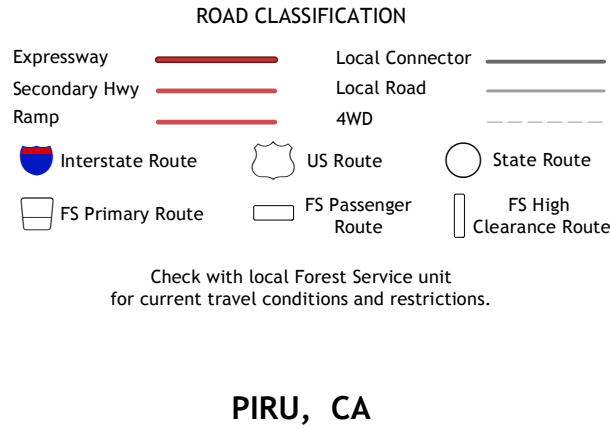 ROAD CLASSIFICATION
Expressway
Local Connector
Secondary Hwy
Local Road
Ramp
4WD
Interstate Route
US Route
State Route
FS Primary Route
FS Passenger
Route
FS High
Clearance Route
Check with local Forest Service unit
for current travel conditions and restrictions.
PIRU, CA